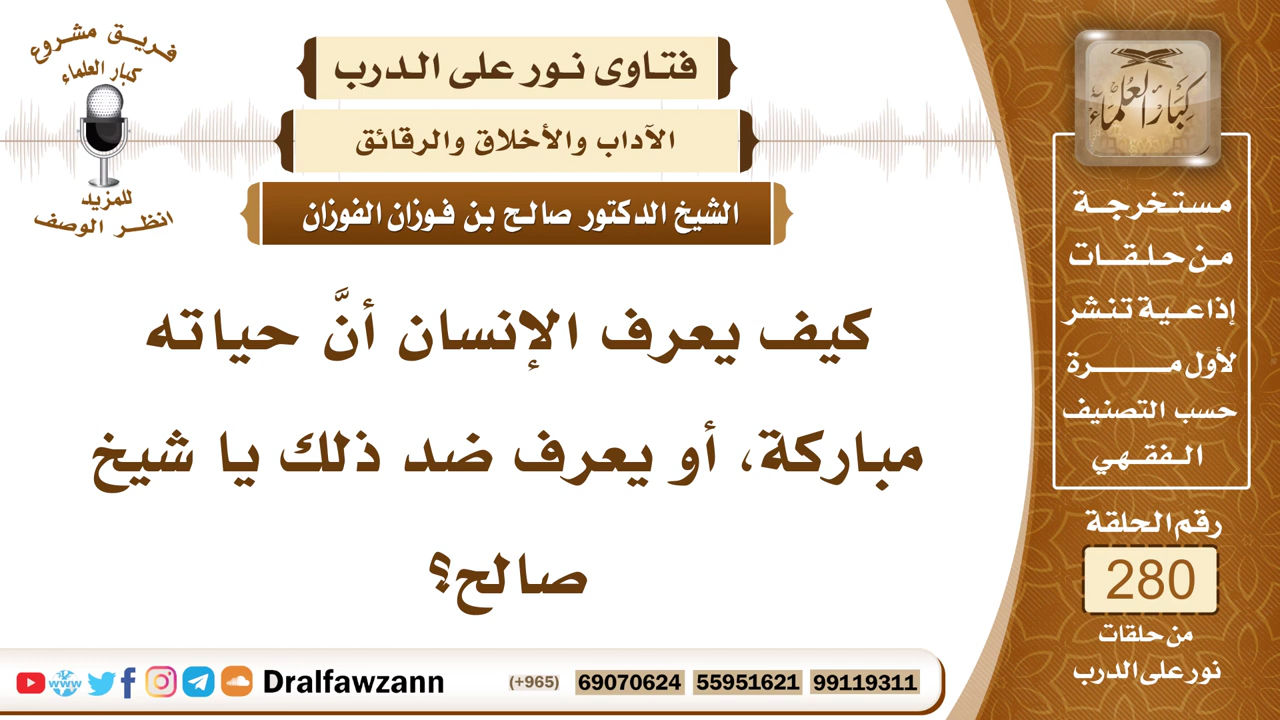 فريق مشروع
كبار العلماء
للمزيد
انظر الوصف
فتاوى نور على الدرب
الآداب والأخلاق والرقائق
الشيخ الدكتور صالح بن فوزان الفوزان
كيف يعرف الإنسان أنَّ حياته
مباركة، أو يعرف ضد ذلك يا شيخ
صالح؟
كبار العلماء
مستخرجة
من حلقات
إذاعية تنشر
لأول مرة
حسب التصنيف
الفقهي
رقم الحلقة
280
من حلقات
نور على الدرب
www
Dralfawzann
(+965) 69070624 55951621 99119311